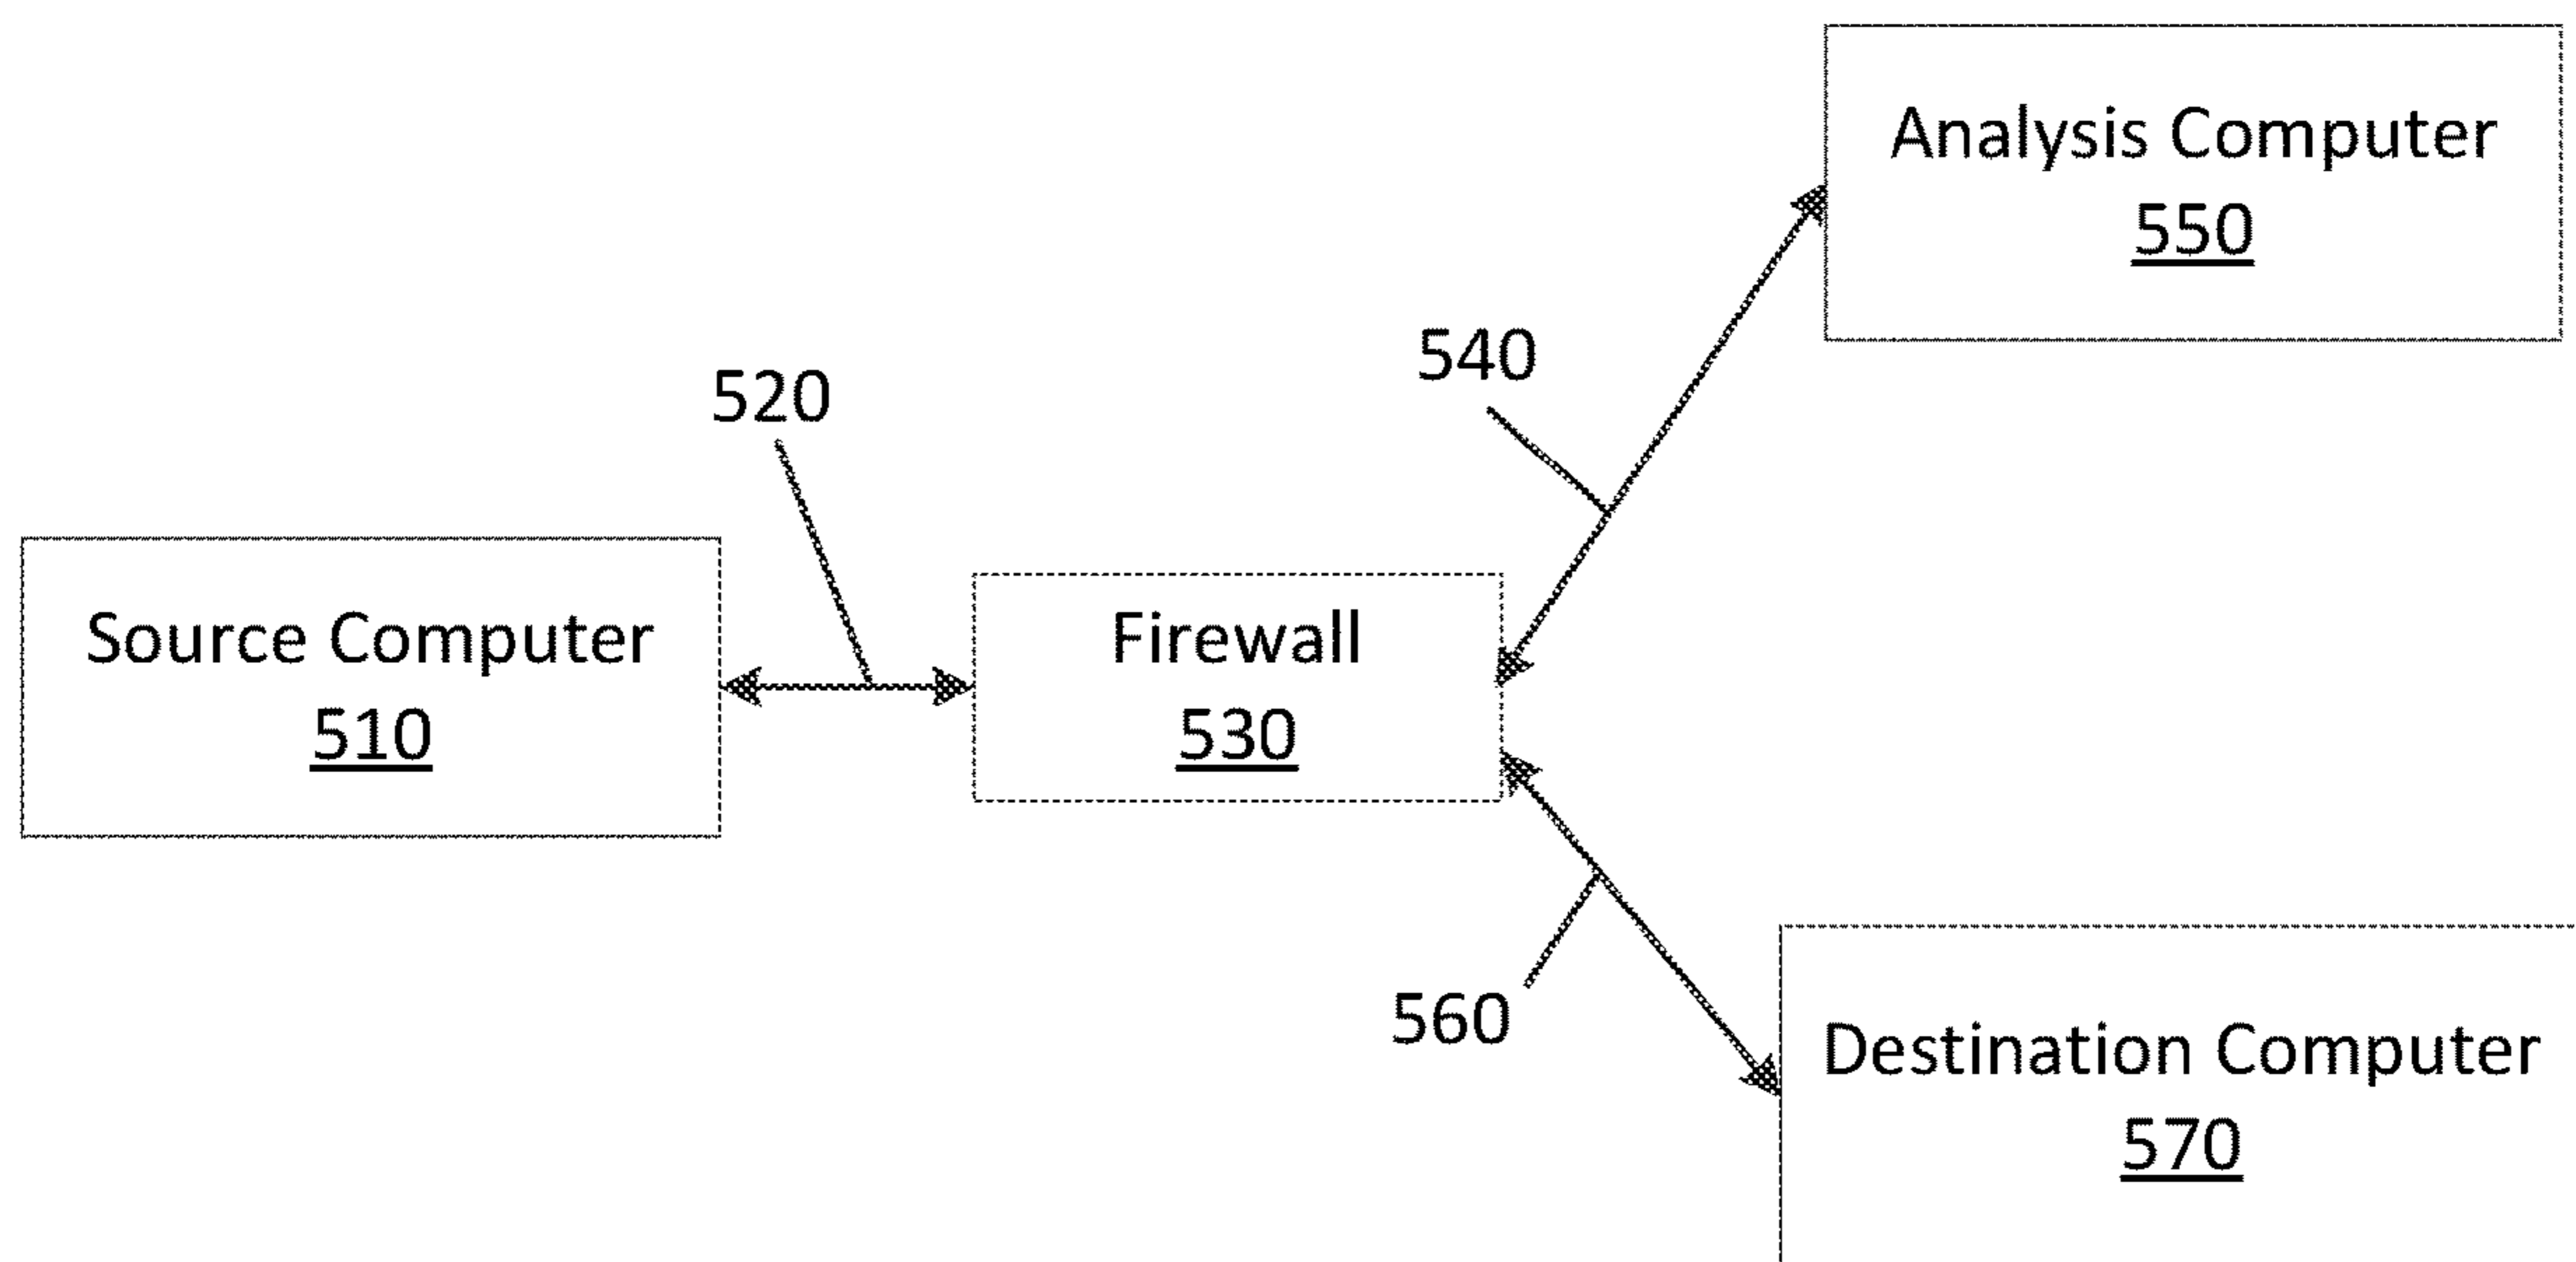 Analysis Computer
550
540
520
Source Computer
510
Firewall
530
560
Destination Computer
570